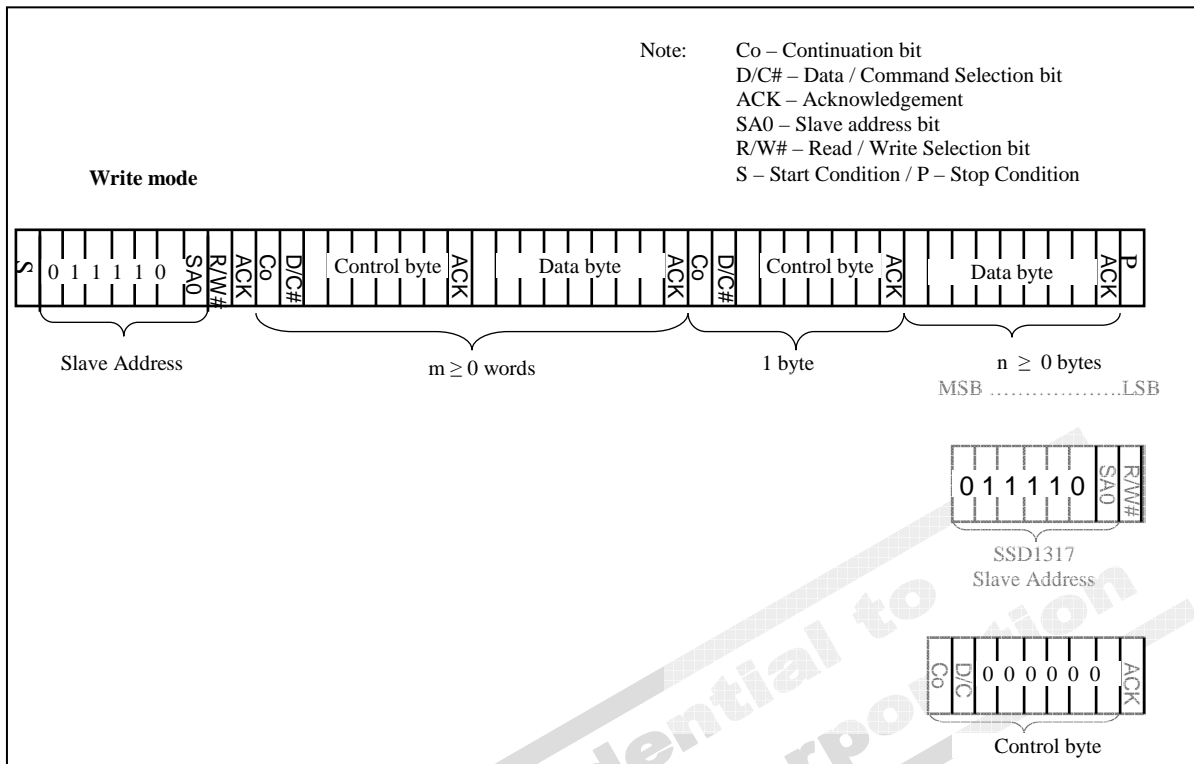 Note: Co – Continuation bit
D/C# – Data / Command Selection bit
ACK – Acknowledgement
SA0 – Slave address bit
R/W# – Read / Write Selection bit
S – Start Condition / P – Stop Condition
Write mode
S 0 1 1 1 1 0 SA0 R/W# ACK Co D/C# Control byte ACK Data byte ACK Co D/C# Control byte ACK Data byte ACK P
Slave Address m ≥ 0 words 1 byte n ≥ 0 bytes
MSB ………………….LSB
0 1 1 1 1 0 SA0 R/W#
SSD1317
Slave Address
Co D/C 0 0 0 0 0 0 ACK
Control byte